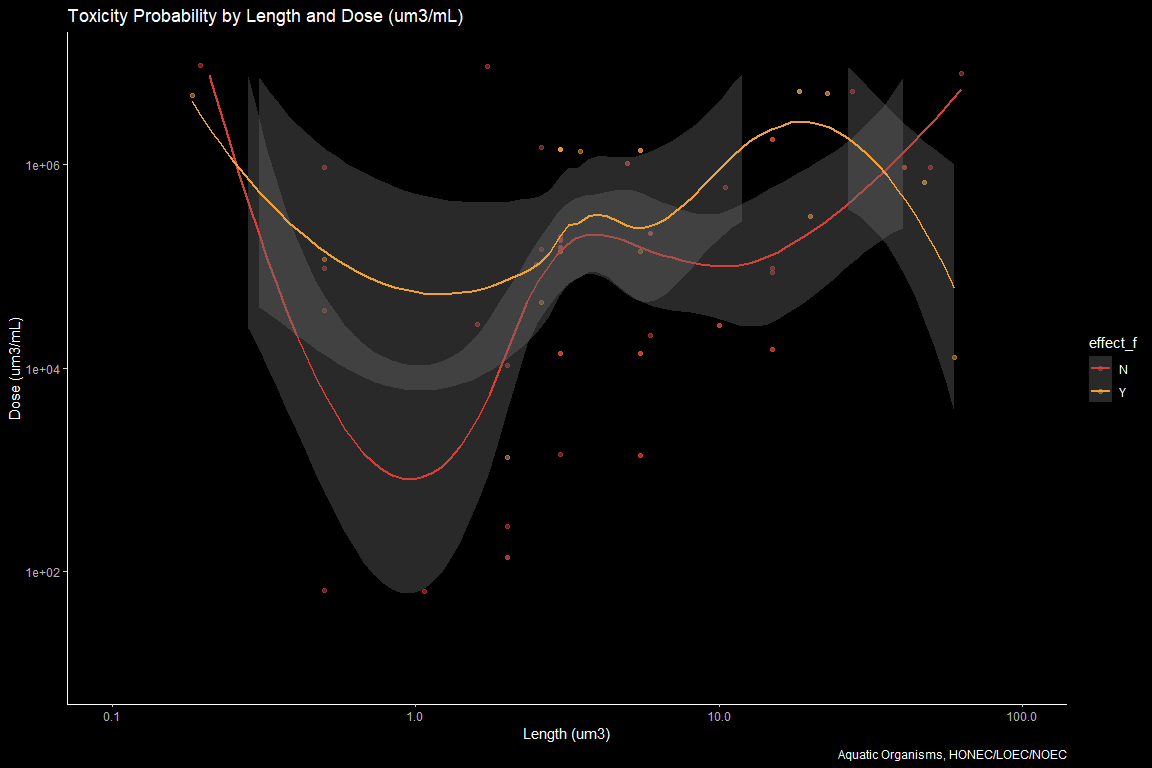 Toxicity Probability by Length and Dose (um3/mL)
Dose (um3/mL)
1e+06
1e+04
1e+02
0.1
1.0
10.0
100.0
Length (um3)
effect_f
N
Y
Aquatic Organisms, HONEC/LOEC/NOEC